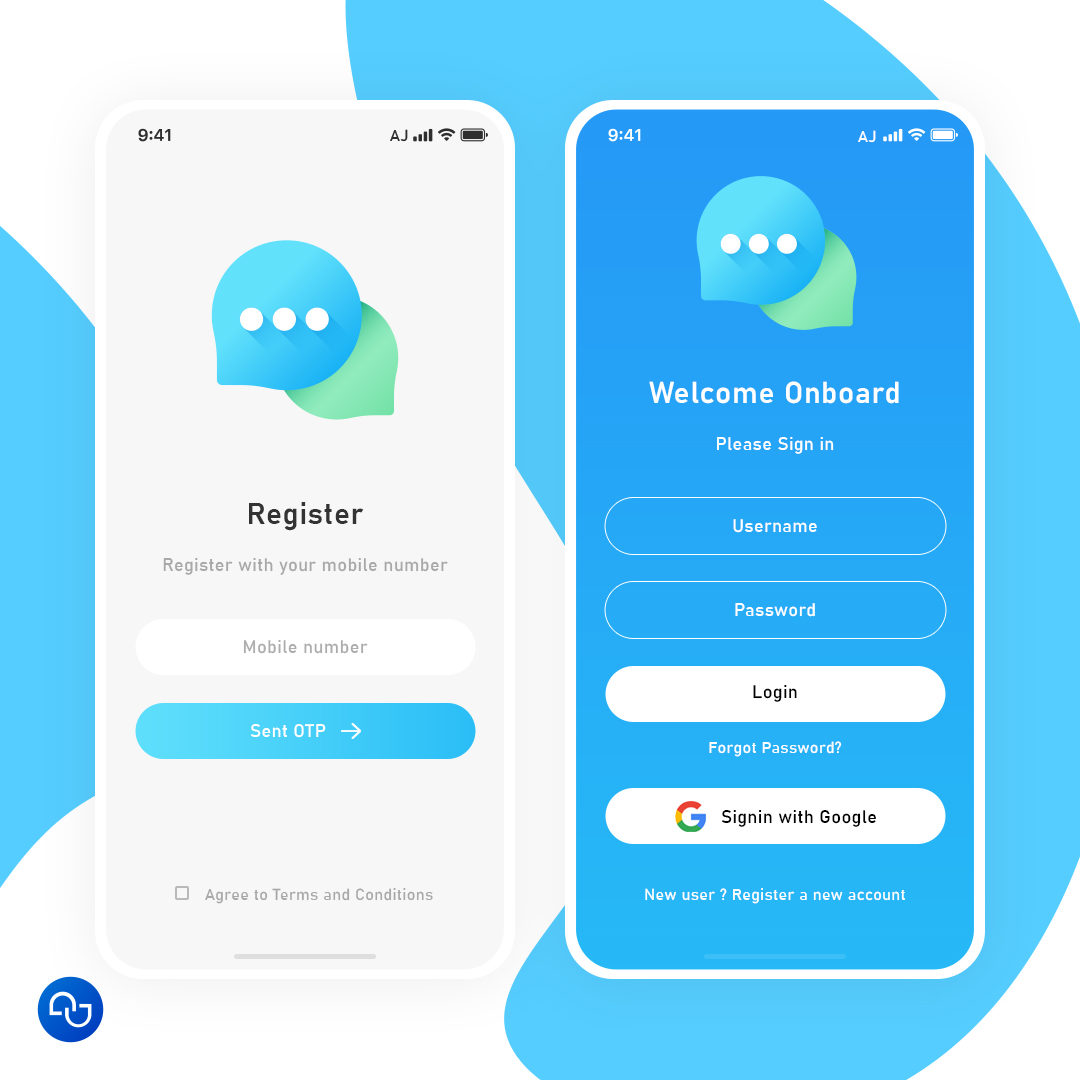 9:41 AJ
Register
Register with your mobile number
Mobile number
Sent OTP
Agree to Terms and Conditions
9:41 AJ
Welcome Onboard
Please Sign in
Username
Password
Login
Forgot Password?
Signin with Google
New user ? Register a new account